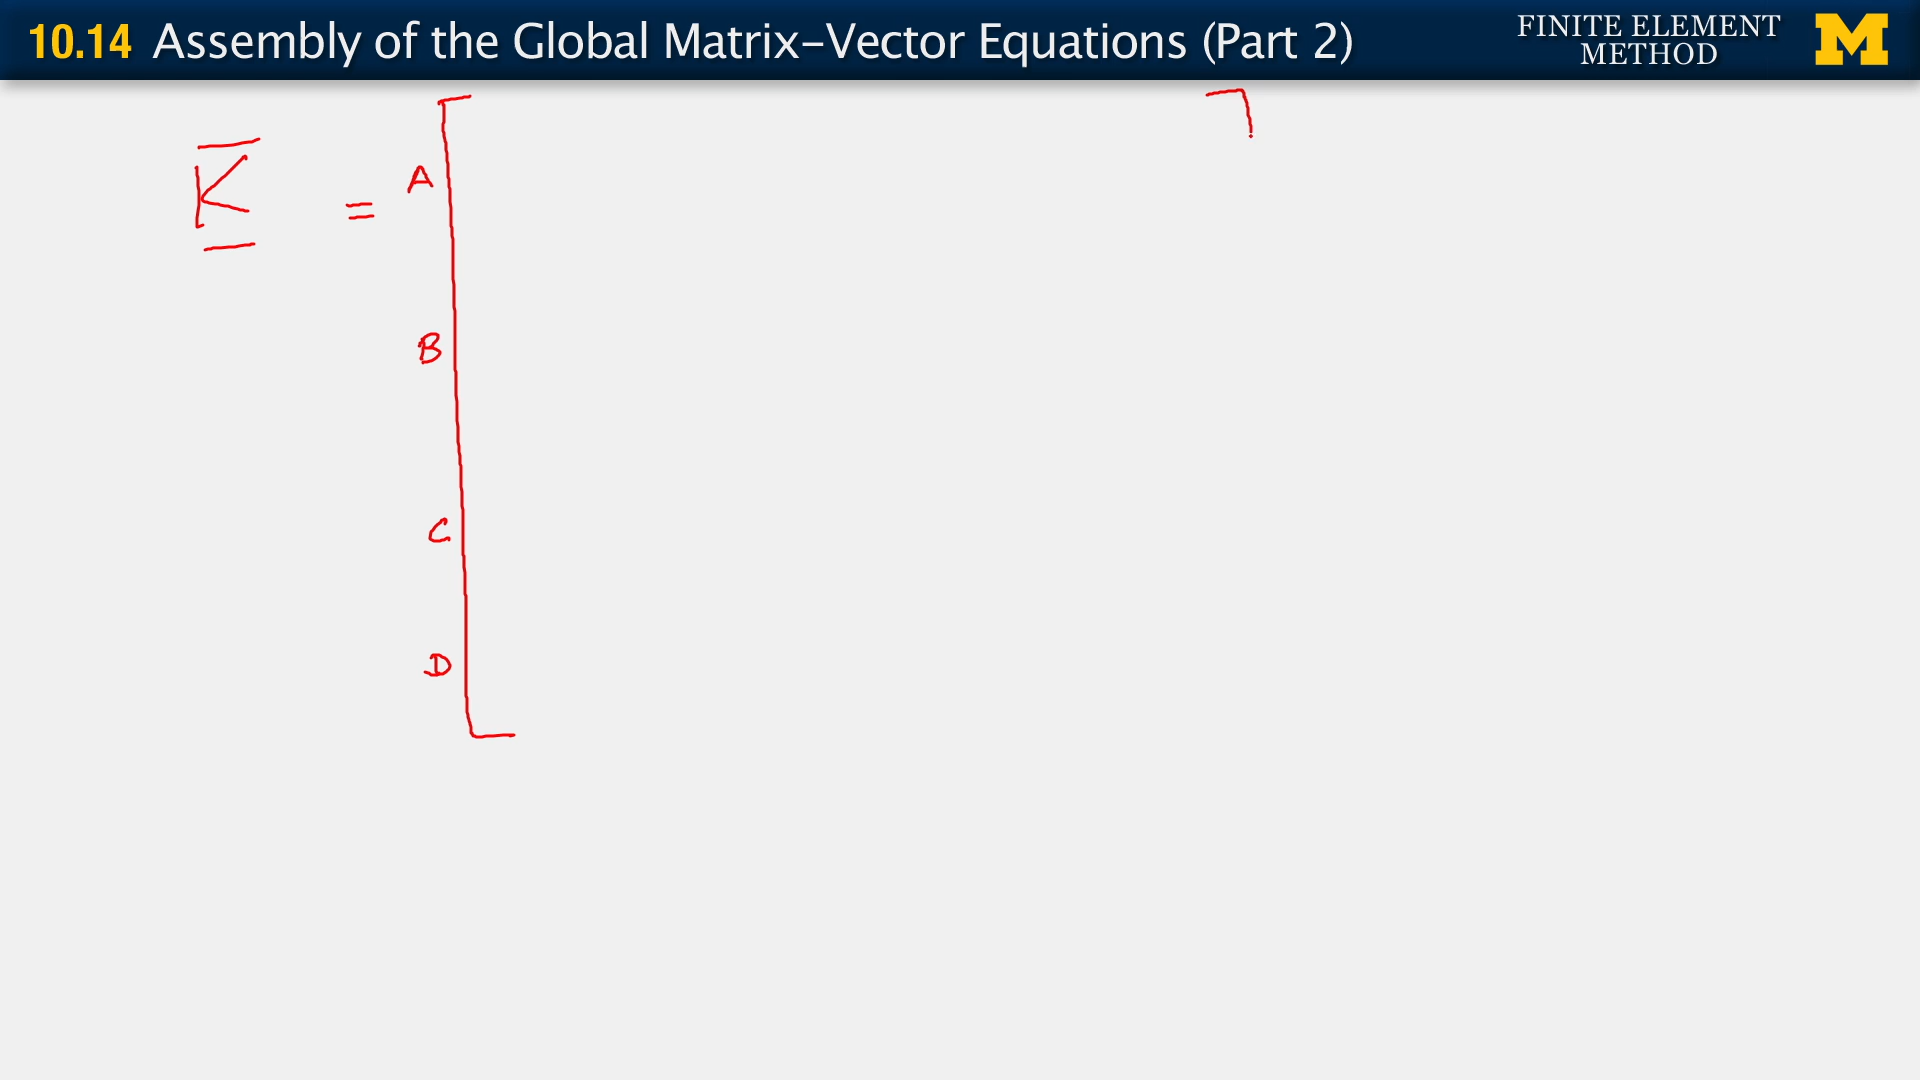 10.14 Assembly of the Global Matrix–Vector Equations (Part 2)
FINITE ELEMENT
METHOD
M
K =
A
B
C
D